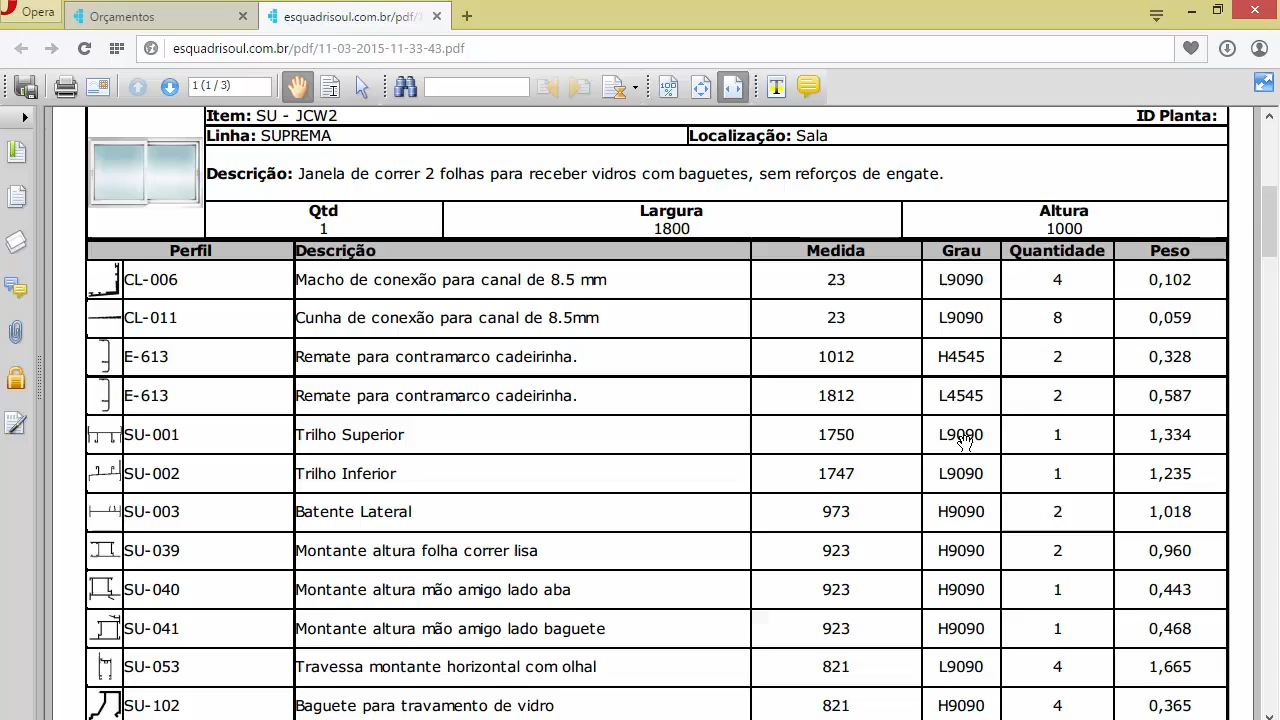 Opera
Orçamentos
esquadrisoul.com.br/pdf/
esquadrisoul.com.br/pdf/11-03-2015-11-33-43.pdf
1 (1 / 3)
Item: SU - JCW2 ID Planta:
Linha: SUPREMA Localização: Sala
Descrição: Janela de correr 2 folhas para receber vidros com baguetes, sem reforços de engate.
Qtd Largura Altura
1 1800 1000
Perfil Descrição Medida Grau Quantidade Peso
CL-006 Macho de conexão para canal de 8.5 mm 23 L9090 4 0,102
CL-011 Cunha de conexão para canal de 8.5mm 23 L9090 8 0,059
E-613 Remate para contramarco cadeirinha. 1012 H4545 2 0,328
E-613 Remate para contramarco cadeirinha. 1812 L4545 2 0,587
SU-001 Trilho Superior 1750 L9090 1 1,334
SU-002 Trilho Inferior 1747 L9090 1 1,235
SU-003 Batente Lateral 973 H9090 2 1,018
SU-039 Montante altura folha correr lisa 923 H9090 2 0,960
SU-040 Montante altura mão amigo lado aba 923 H9090 1 0,443
SU-041 Montante altura mão amigo lado baguete 923 H9090 1 0,468
SU-053 Travessa montante horizontal com olhal 821 L9090 4 1,665
SU-102 Baguete para travamento de vidro 821 H9090 4 0,365